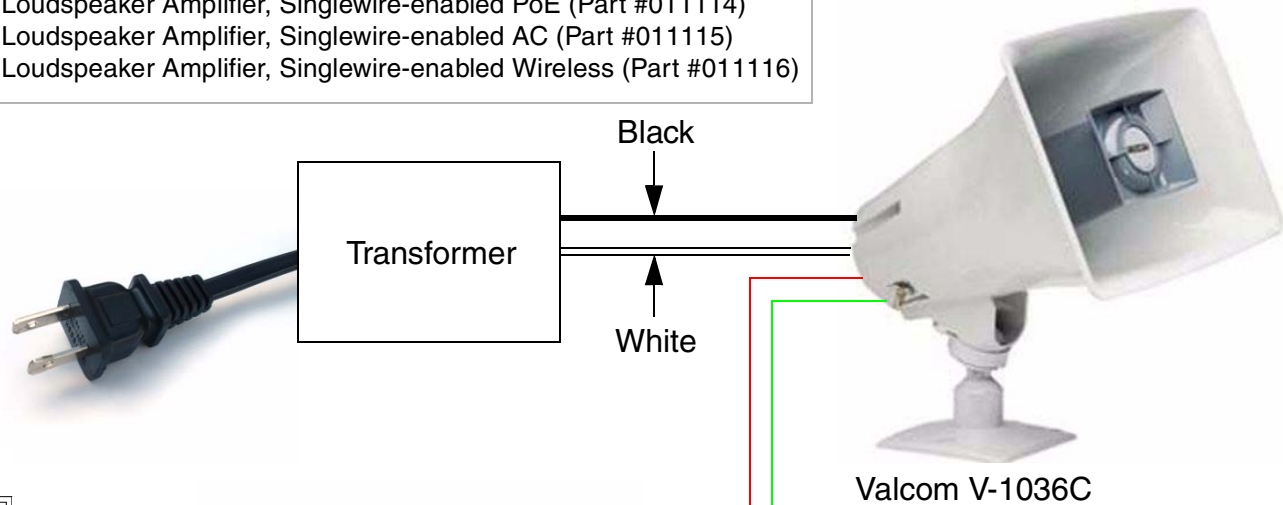 Loudspeaker Amplifier, Singlewire-enabled PoE (Part #011114)
Loudspeaker Amplifier, Singlewire-enabled AC (Part #011115)
Loudspeaker Amplifier, Singlewire-enabled Wireless (Part #011116)
Black
Transformer
White
Valcom V-1036C